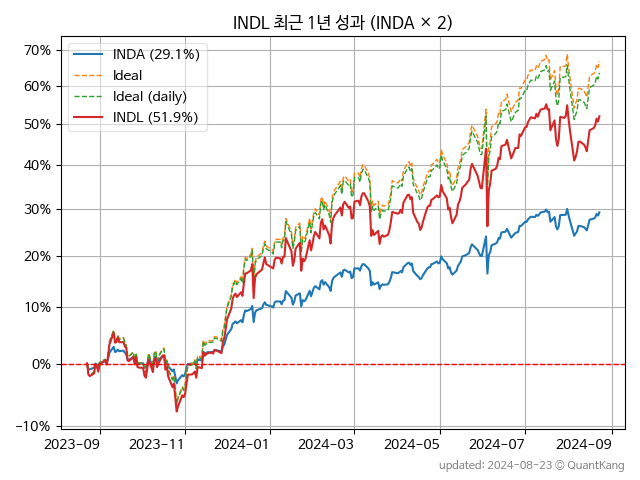 INDL 최근 1년 성과 (INDA × 2)
INDA (29.1%)
Ideal
Ideal (daily)
INDL (51.9%)
70%
60%
50%
40%
30%
20%
10%
0%
−10%
2023-09
2023-11
2024-01
2024-03
2024-05
2024-07
2024-09
updated: 2024-08-23 © QuantKang